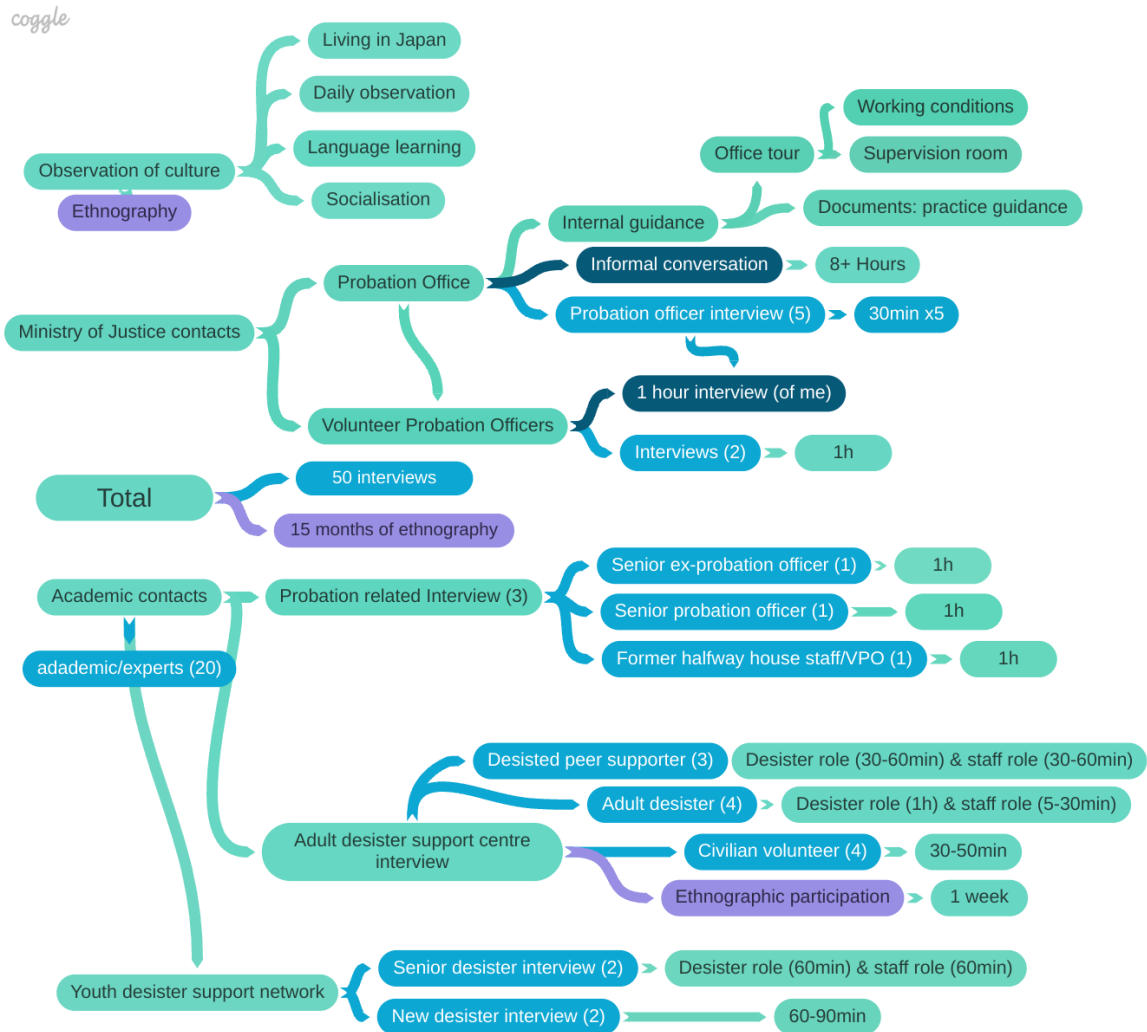 coggle
Living in Japan
Daily observation
Language learning
Observation of culture
Socialisation
Ethnography
Working conditions
Office tour
Supervision room
Internal guidance
Documents: practice guidance
Probation Office
Informal conversation
8+ Hours
Probation officer interview (5)
30min x5
Ministry of Justice contacts
1 hour interview (of me)
Volunteer Probation Officers
Interviews (2)
1h
Total
50 interviews
15 months of ethnography
Academic contacts
Probation related Interview (3)
Senior ex-probation officer (1)
1h
Senior probation officer (1)
1h
Former halfway house staff/VPO (1)
1h
adademic/experts (20)
Desisted peer supporter (3)
Desister role (30-60min) & staff role (30-60min)
Adult desister (4)
Desister role (1h) & staff role (5-30min)
Adult desister support centre
interview
Civilian volunteer (4)
30-50min
Ethnographic participation
1 week
Youth desister support network
Senior desister interview (2)
Desister role (60min) & staff role (60min)
New desister interview (2)
60-90min